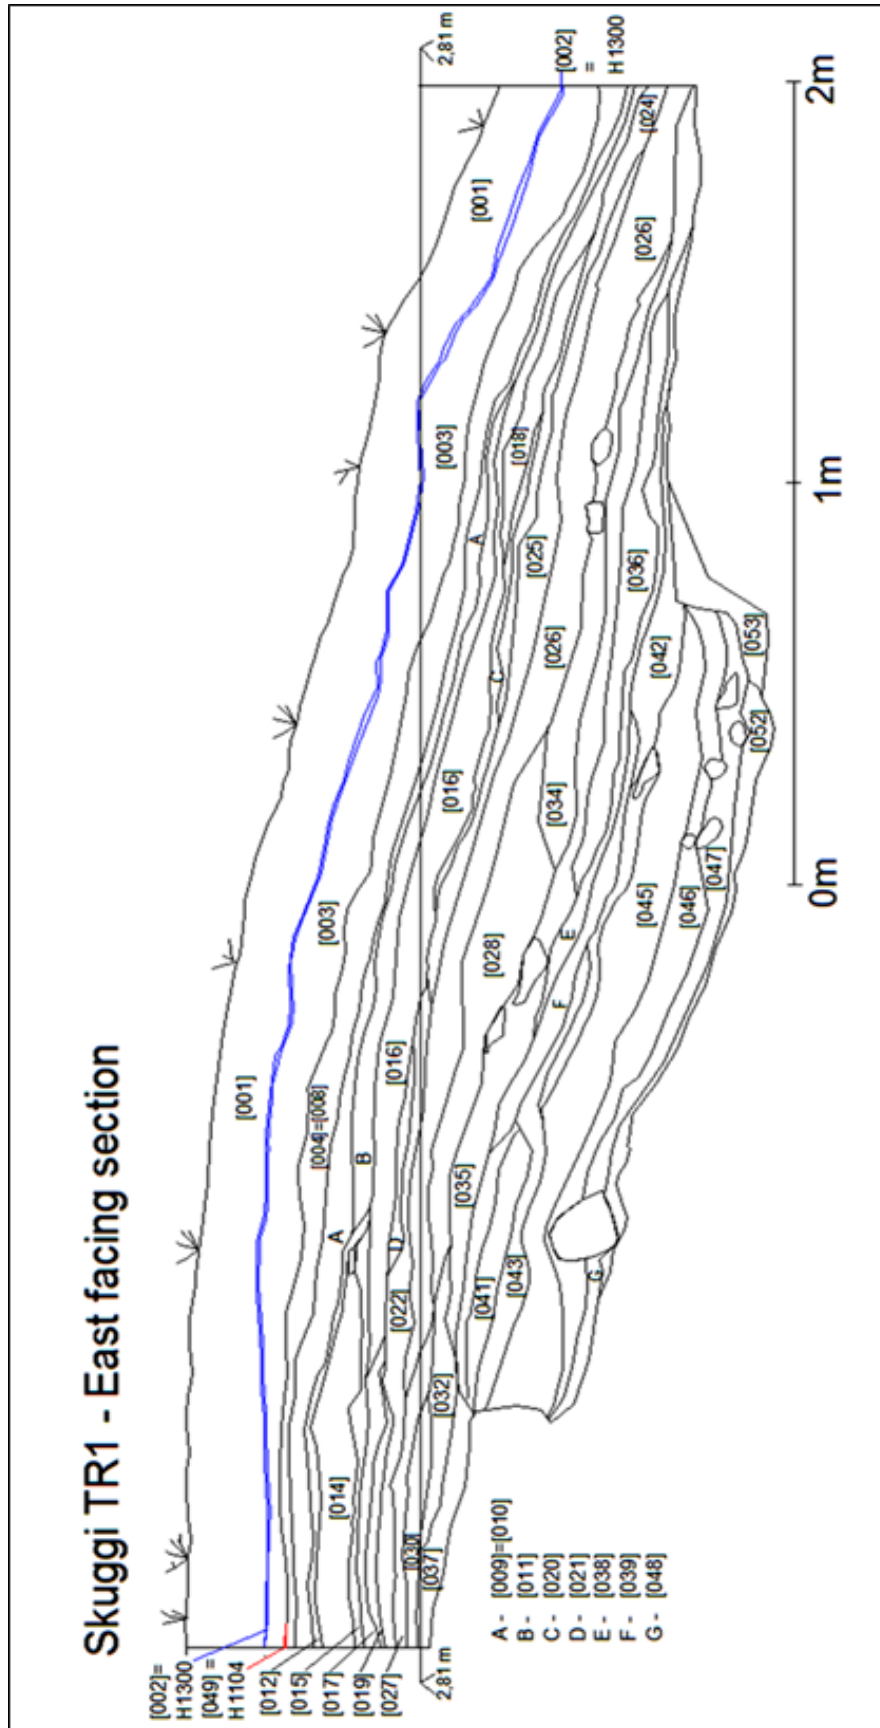 Skuggi TR1 - East facing section
[002]=
H1300
[049] =
H1104
[012]
[015]
[017]
[019]
[027]
2,81 m
[001]
[003]
[004]=[008]
[014]
A
B
[016]
D
[022]
[030]
[037]
[032]
[035]
[041]
[043]
G
[028]
F
E
[003]
[016]
[034]
[045]
[046]
[047]
C
A
[018]
[025]
[026]
[036]
[042]
[052]
[053]
[001]
[026]
[024]
2,81 m
[002]
=
H1300
A - [009]=[010]
B - [011]
C - [020]
D - [021]
E - [038]
F - [039]
G - [048]
0m
1m
2m